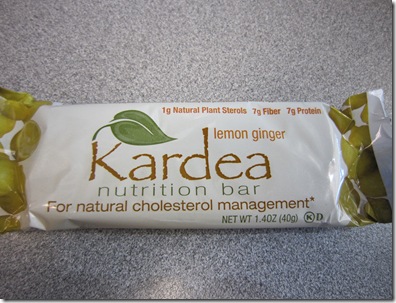 1g Natural Plant Sterols 7g Fiber 7g Protein
lemon ginger
Kardea
nutrition bar
For natural cholesterol management*
NET WT 1.4OZ (40g) K D